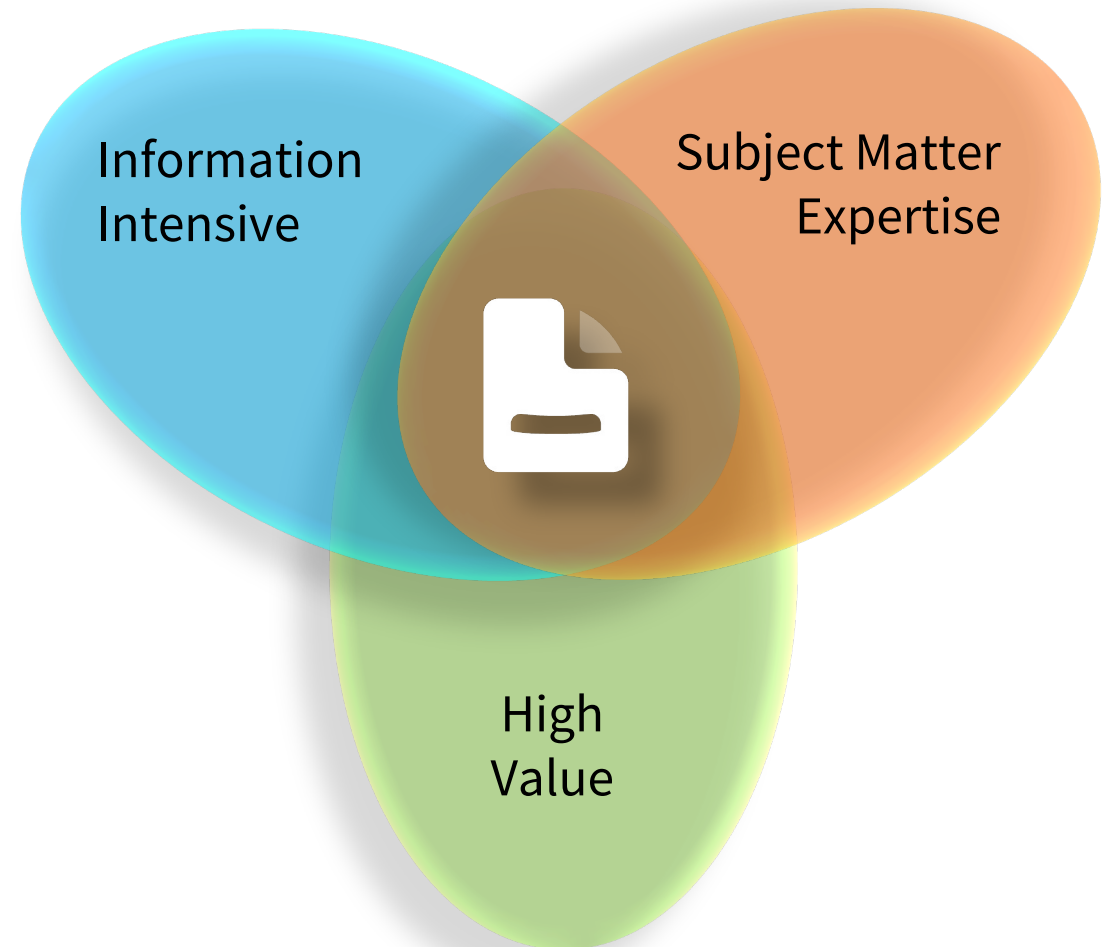 Information
Intensive
Subject Matter
Expertise
High
Value